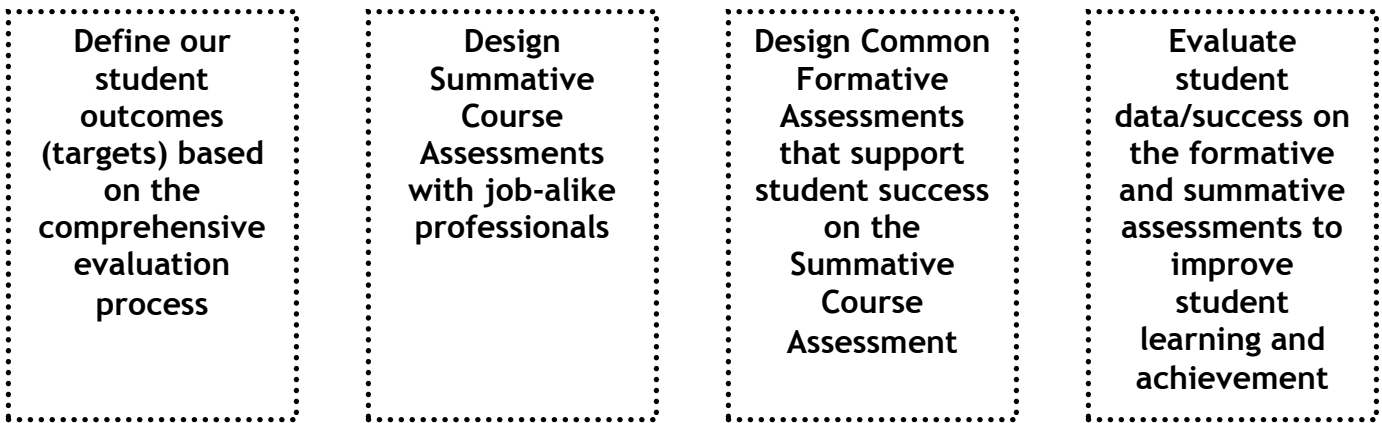 Define our
student
outcomes
(targets) based
on the
comprehensive
evaluation
process
Design
Summative
Course
Assessments
with job-alike
professionals
Design Common
Formative
Assessments
that support
student success
on the
Summative
Course
Assessment
Evaluate
student
data/success on
the formative
and summative
assessments to
improve
student
learning and
achievement